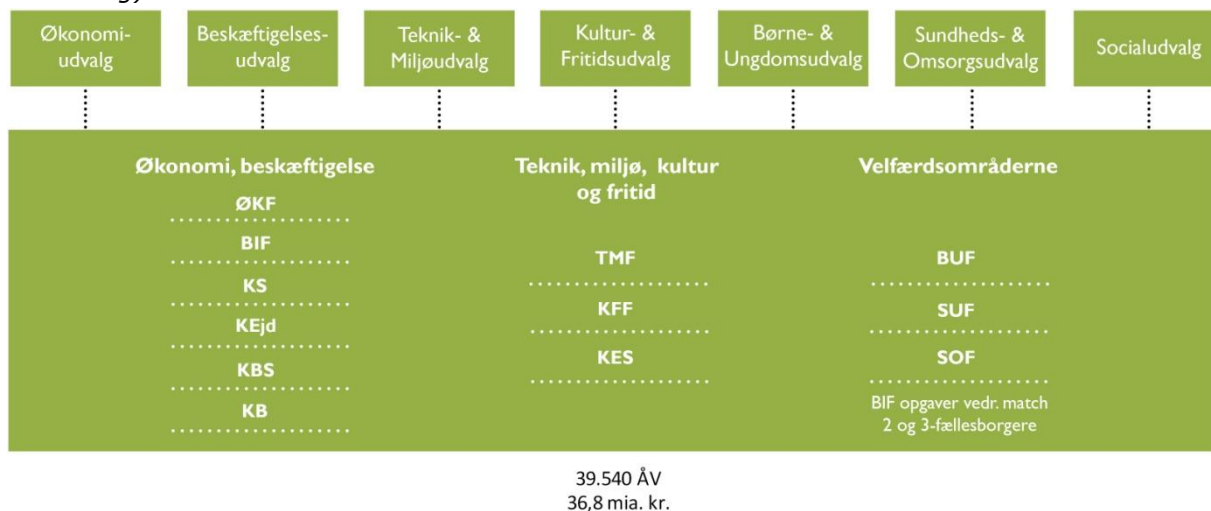 Økonomi-
udvalg
Beskæftigelses-
udvalg
Teknik- &
Miljøudvalg
Kultur- &
Fritidsudvalg
Børne- &
Ungdomsudvalg
Sundheds- &
Omsorgsudvalg
Socialudvalg
Økonomi, beskæftigelse
ØKF
BIF
KS
KEjd
KBS
KB
Teknik, miljø, kultur
og fritid
TMF
KFF
KES
Velfærdsområderne
BUF
SUF
SOF
BIF opgaver vedr. match
2 og 3-fællesborgere
39.540 ÅV
36,8 mia. kr.